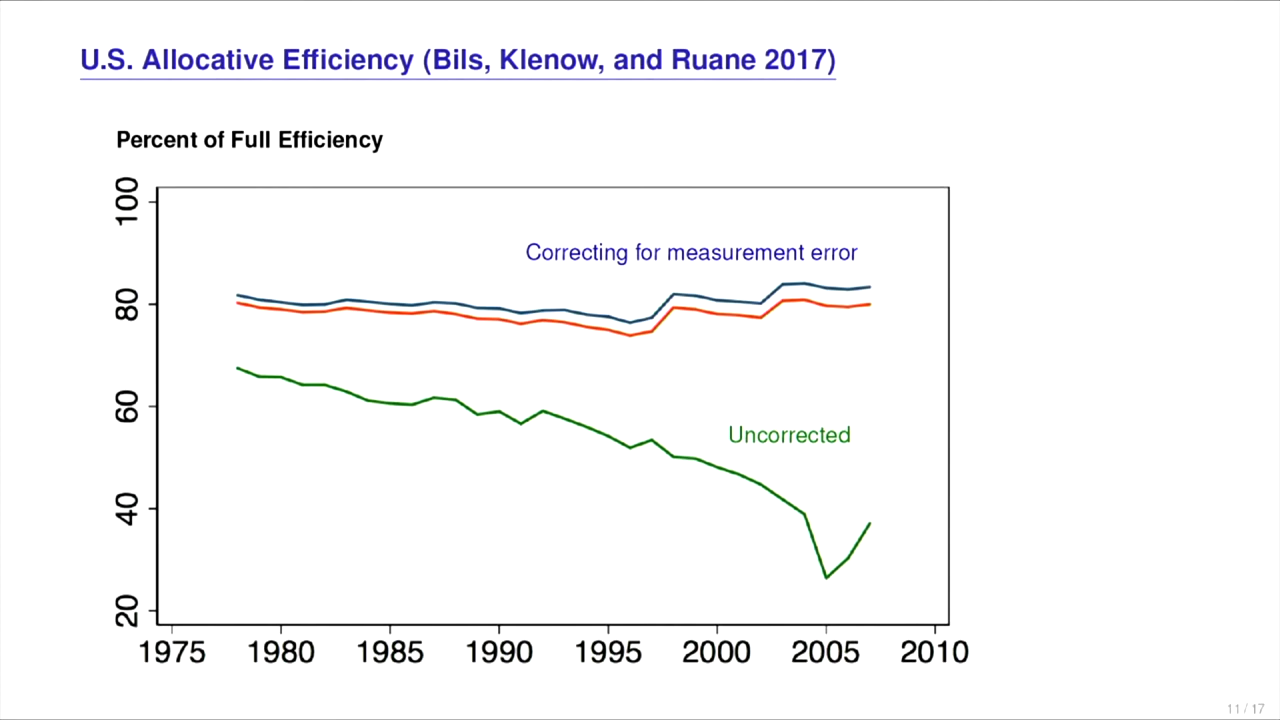 U.S. Allocative Efficiency (Bils, Klenow, and Ruane 2017)
Percent of Full Efficiency
100
80
60
40
20
Correcting for measurement error
Uncorrected
1975 1980 1985 1990 1995 2000 2005 2010
11 / 17